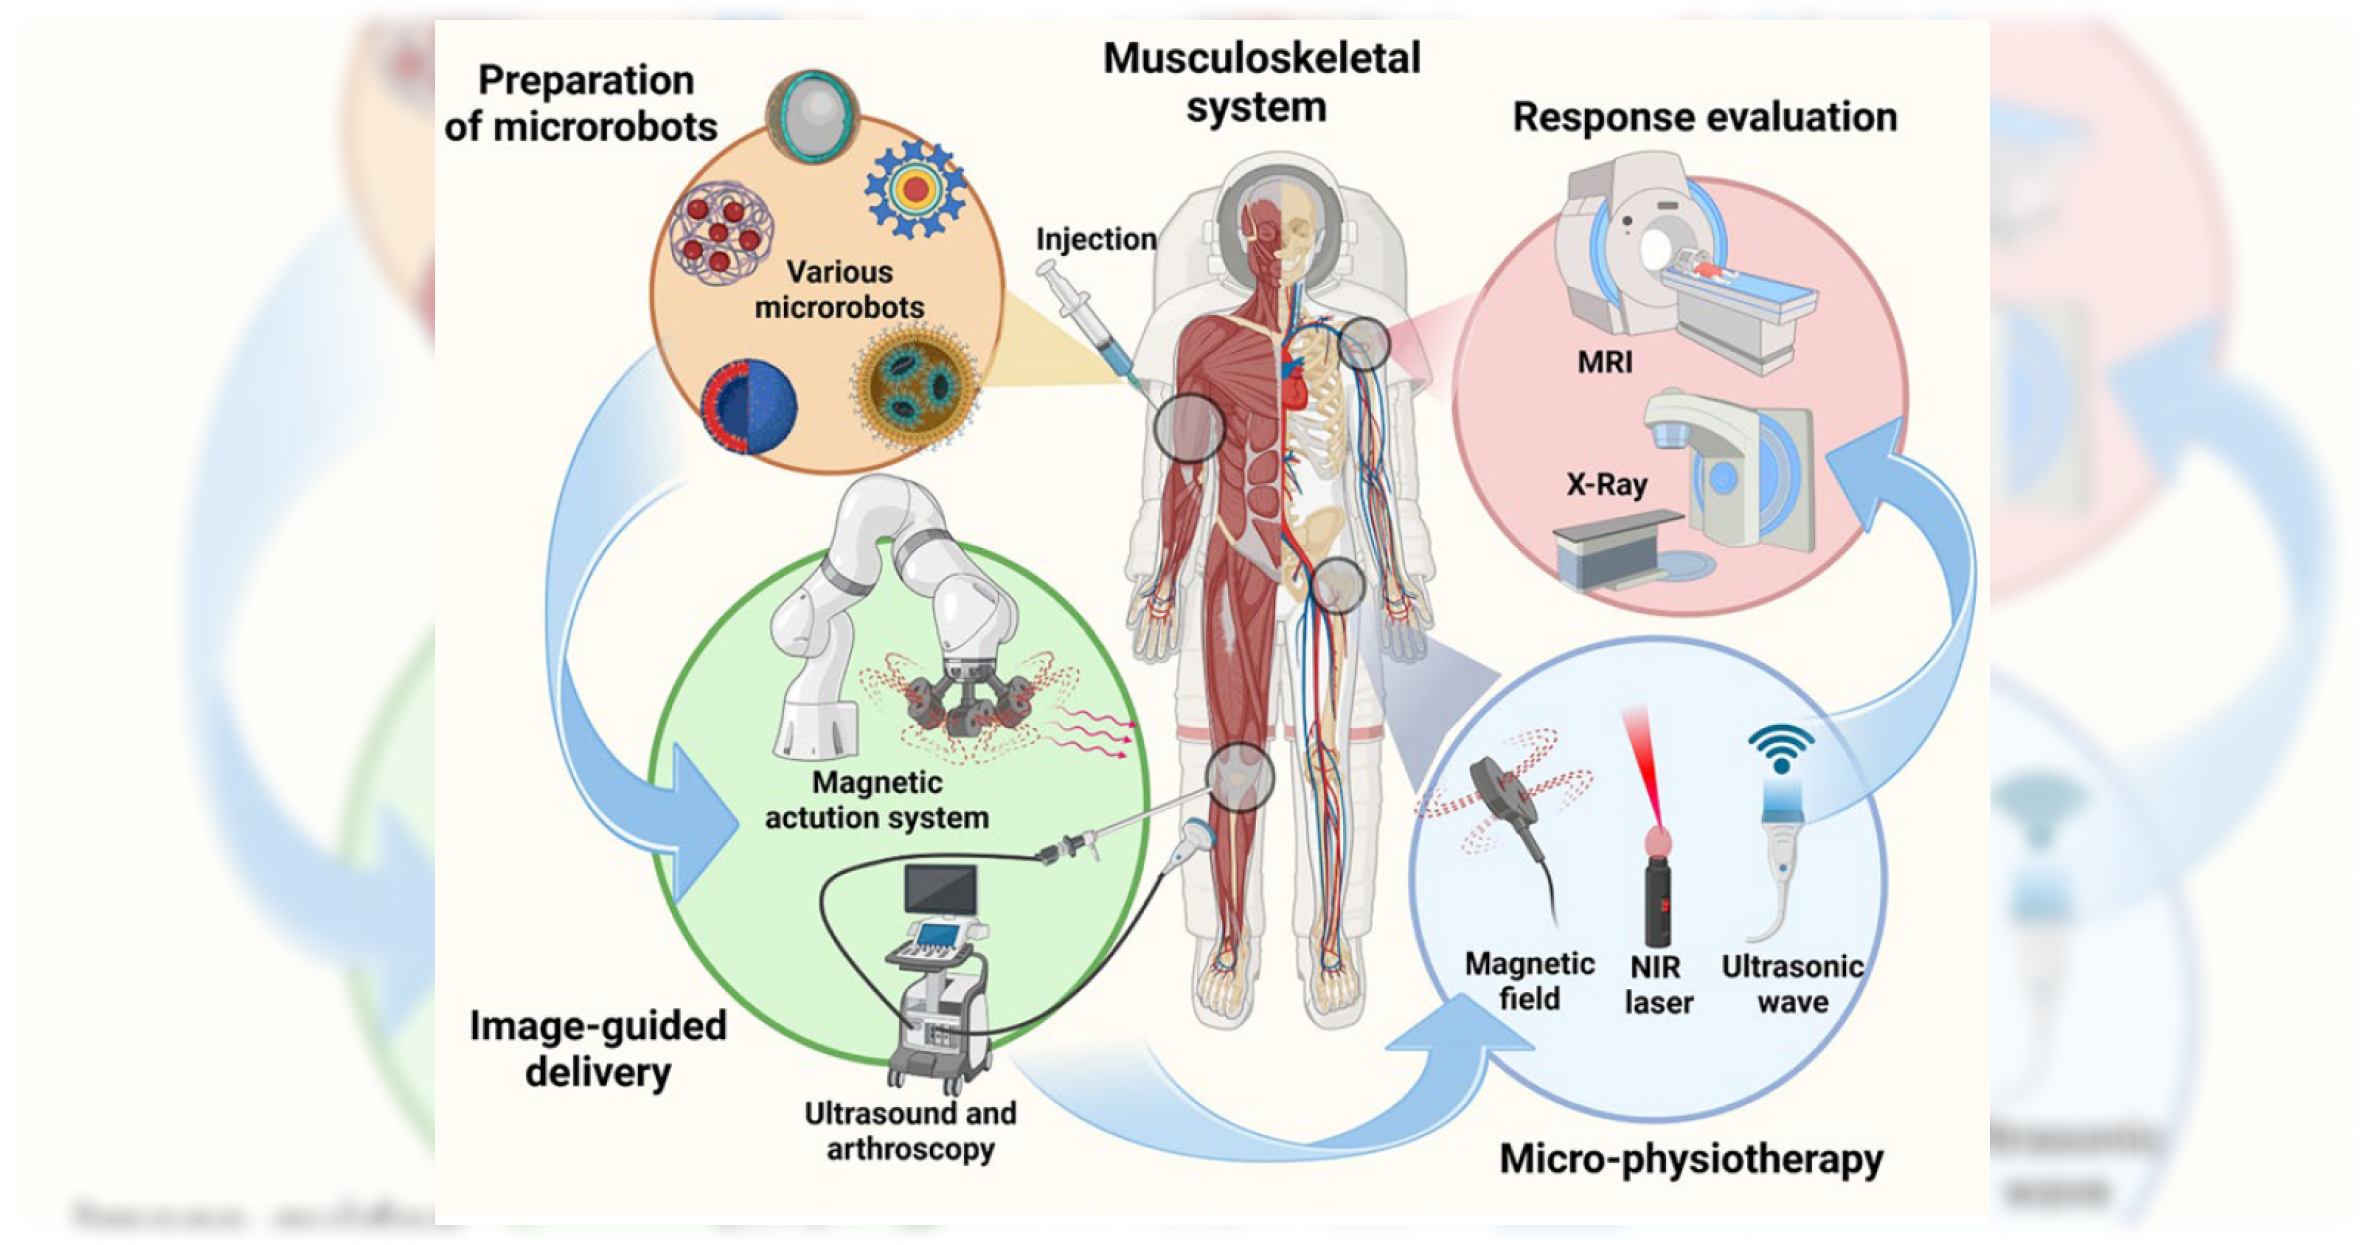 Preparation
of microrobots
Various
microrobots
Musculoskeletal
system
Injection
Response evaluation
MRI
X-Ray
Magnetic
actution system
Image-guided
delivery
Ultrasound and
arthroscopy
Magnetic
field
NIR
laser
Ultrasonic
wave
Micro-physiotherapy